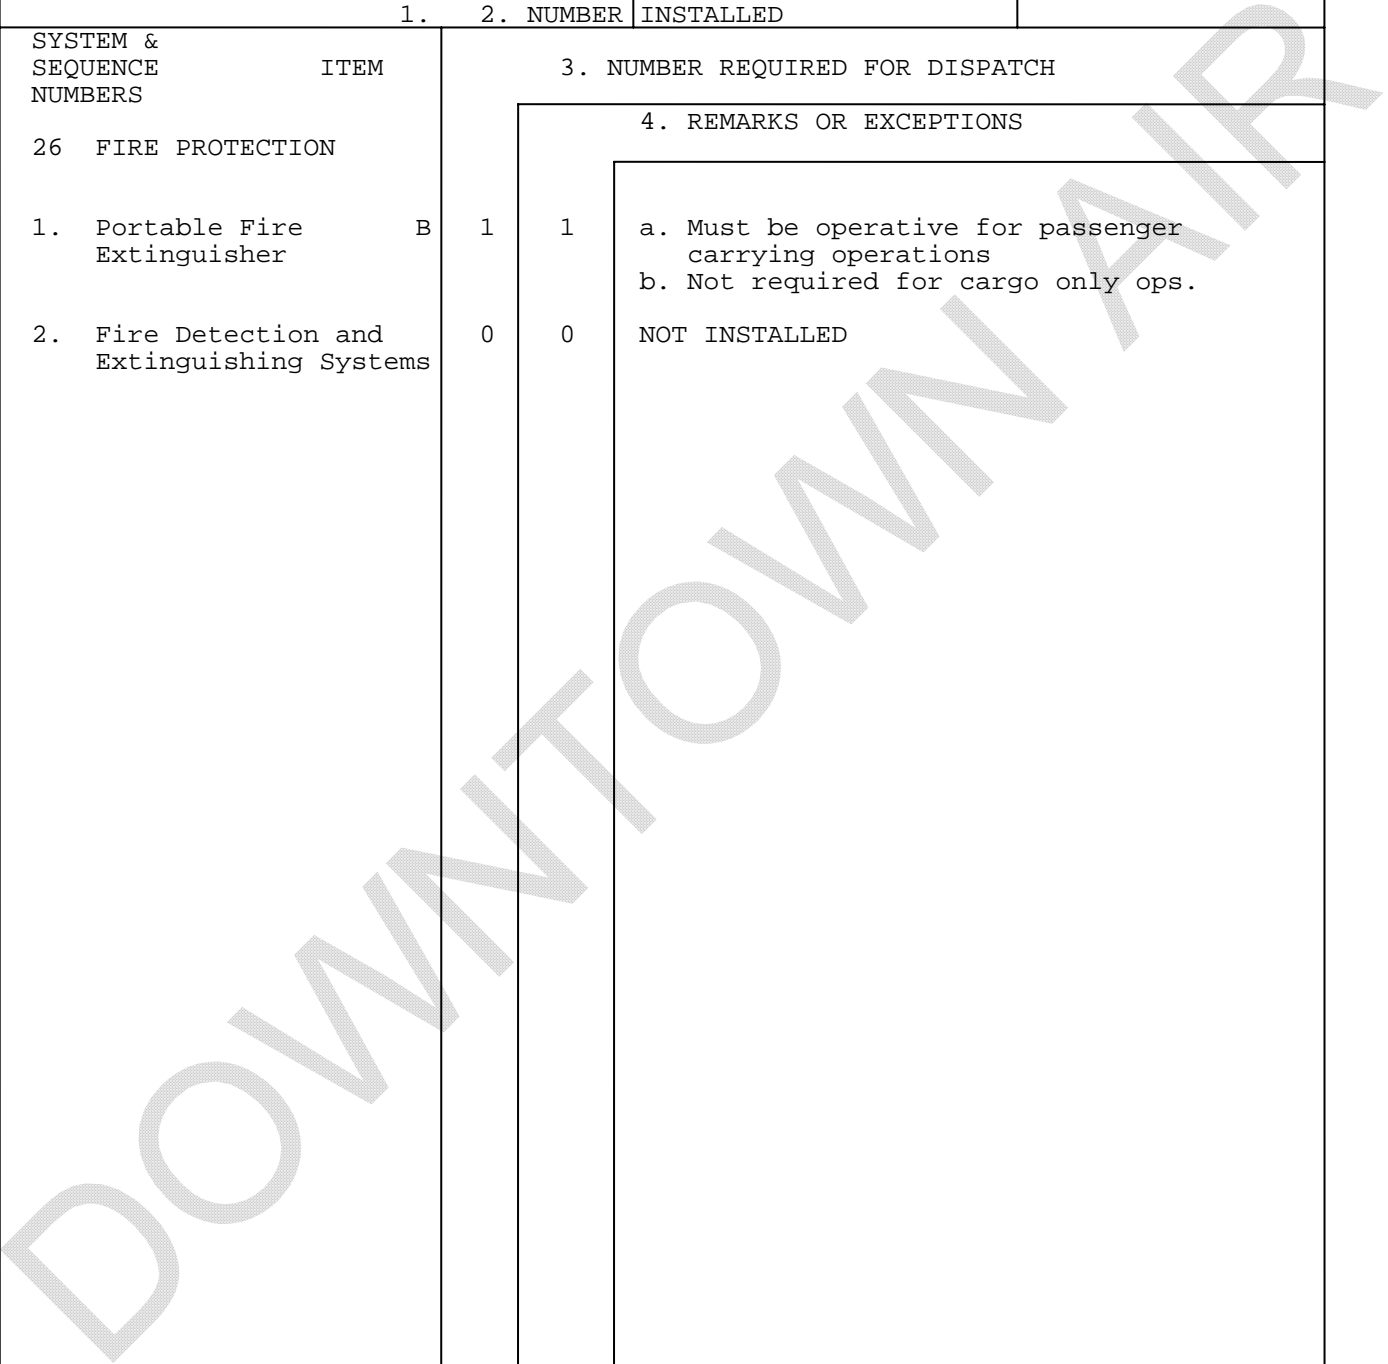 1. 2. NUMBER INSTALLED
SYSTEM &
SEQUENCE ITEM 3. NUMBER REQUIRED FOR DISPATCH
NUMBERS
4. REMARKS OR EXCEPTIONS
26 FIRE PROTECTION
1. Portable Fire B 1 1 a. Must be operative for passenger
Extinguisher carrying operations
b. Not required for cargo only ops.
2. Fire Detection and 0 0 NOT INSTALLED
Extinguishing Systems
DOWNTOWN AIR